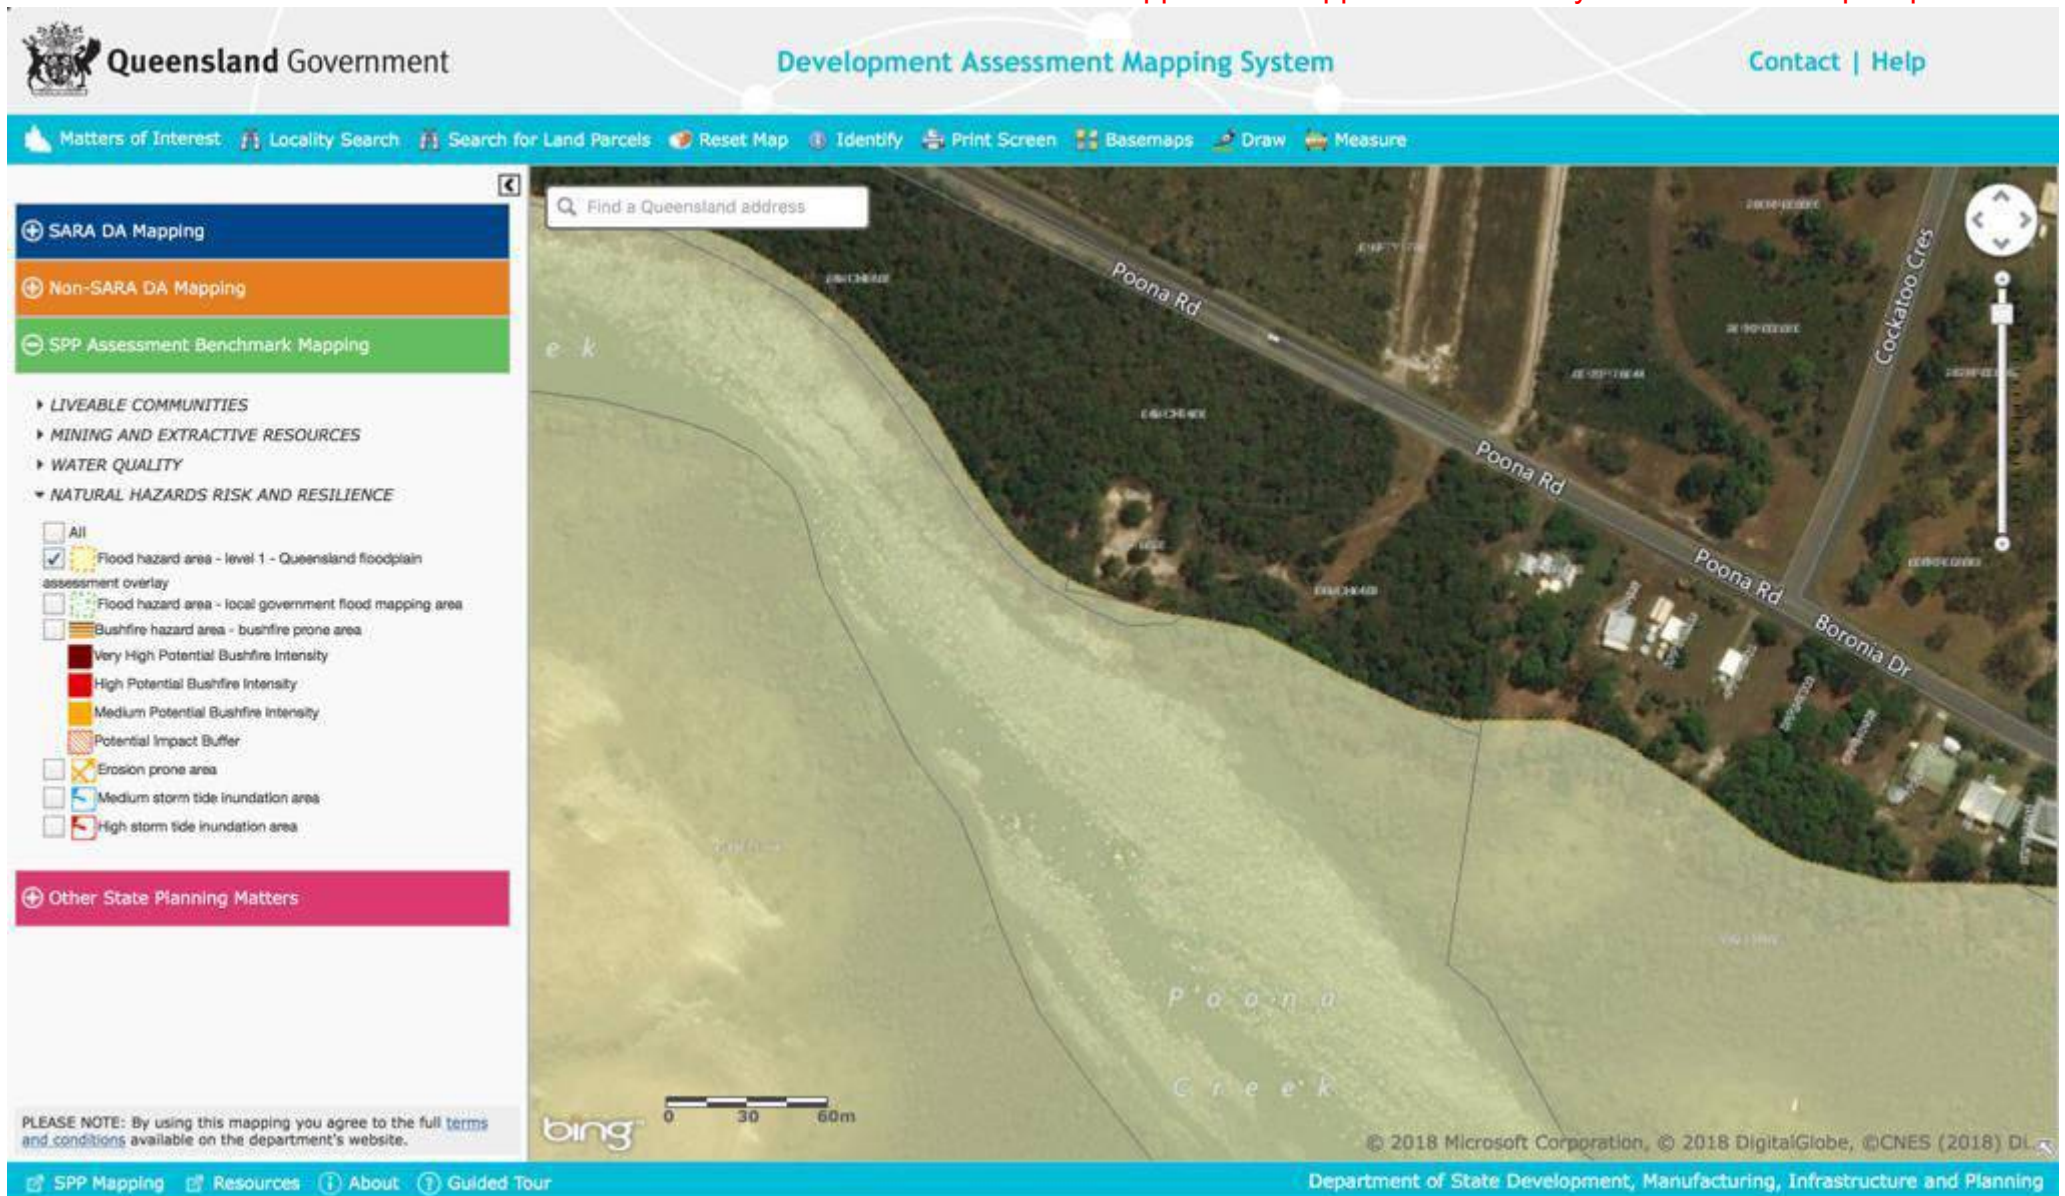 Queensland Government
Development Assessment Mapping System
Contact | Help
Matters of Interest Locality Search Search for Land Parcels Reset Map Identify Print Screen Basemaps Draw Measure
SARA DA Mapping
Non-SARA DA Mapping
SPP Assessment Benchmark Mapping
LIVEABLE COMMUNITIES
MINING AND EXTRACTIVE RESOURCES
WATER QUALITY
NATURAL HAZARDS RISK AND RESILIENCE
All
Flood hazard area - level 1 - Queensland floodplain
assessment overlay
Flood hazard area - local government flood mapping area
Bushfire hazard area - bushfire prone area
Very High Potential Bushfire Intensity
High Potential Bushfire Intensity
Medium Potential Bushfire Intensity
Potential Impact Buffer
Erosion prone area
Medium storm tide inundation area
High storm tide inundation area
Other State Planning Matters
PLEASE NOTE: By using this mapping you agree to the full terms
and conditions available on the department's website.
Find a Queensland address
Poona Rd
Cockatoo Cres
e k
Poona Rd
Poona Rd
Boronia Dr
Poona
Creek
0 30 60m
bing
© 2018 Microsoft Corporation, © 2018 DigitalGlobe, ©CNES (2018) Di...
SPP Mapping Resources About Guided Tour
Department of State Development, Manufacturing, Infrastructure and Planning